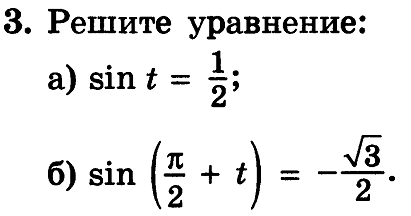 3. Решите уравнение:
а) sin t = 1/2;
б) sin (π/2 + t) = -√3/2.